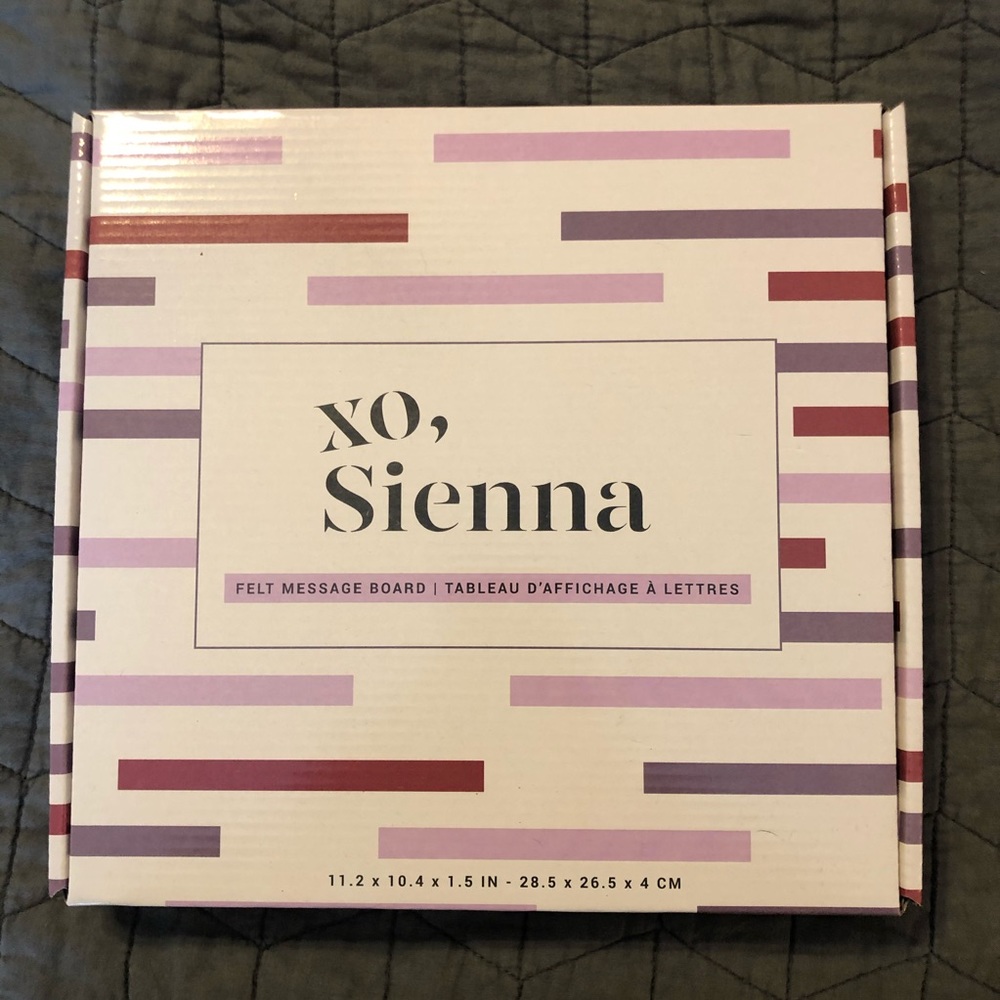 xo,
Sienna
FELT MESSAGE BOARD | TABLEAU D'AFFICHAGE À LETTRES
11.2 x 10.4 x 1.5 IN - 28.5 x 26.5 x 4 CM